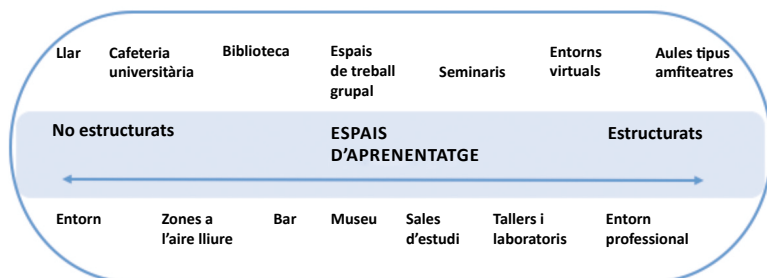 Llar
Cafeteria
universitària
Biblioteca
Espais
de treball
grupal
Seminaris
Entorns
virtuals
Aules tipus
amfiteatres
No estructurats
ESPAIS
D’APRENENTATGE
Estructurats
Entorn
Zones a
l’aire lliure
Bar
Museu
Sales
d’estudi
Tallers i
laboratoris
Entorn
professional